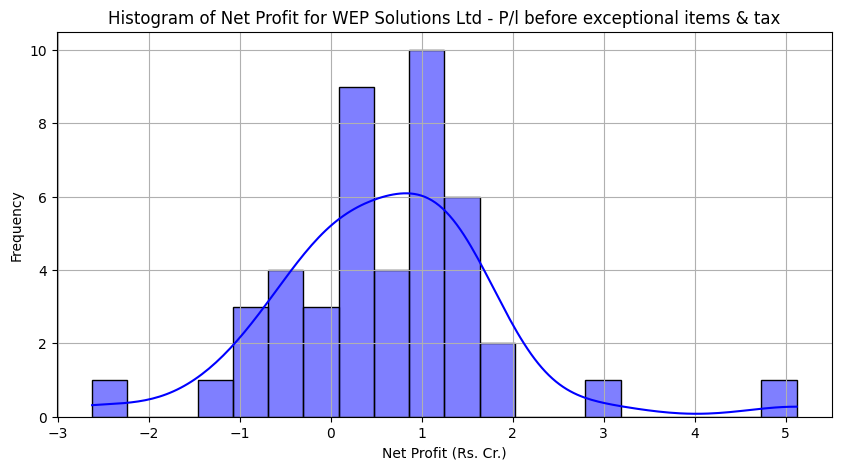 Histogram of Net Profit for WEP Solutions Ltd - P/l before exceptional items & tax
10
8
6
4
2
0
Frequency
−3 −2 −1 0 1 2 3 4 5
Net Profit (Rs. Cr.)